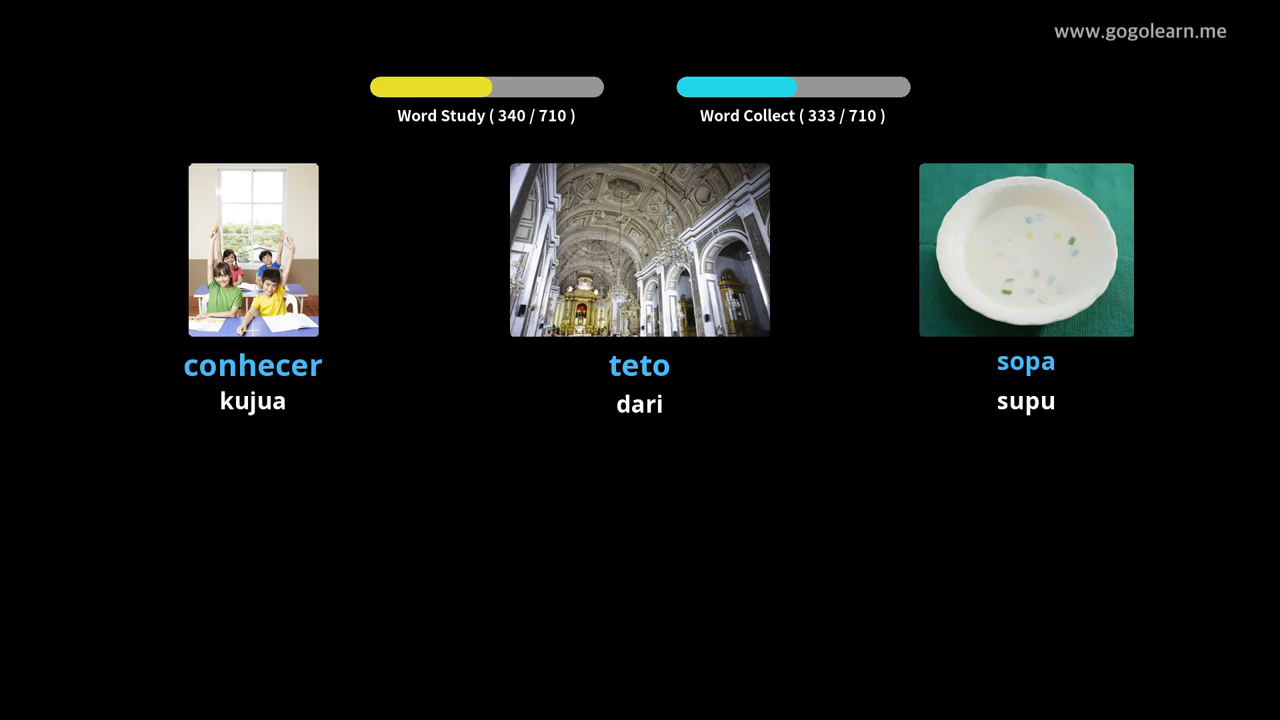 www.gogolearn.me
Word Study ( 340 / 710 )
Word Collect ( 333 / 710 )
conhecer
kujua
teto
dari
sopa
supu